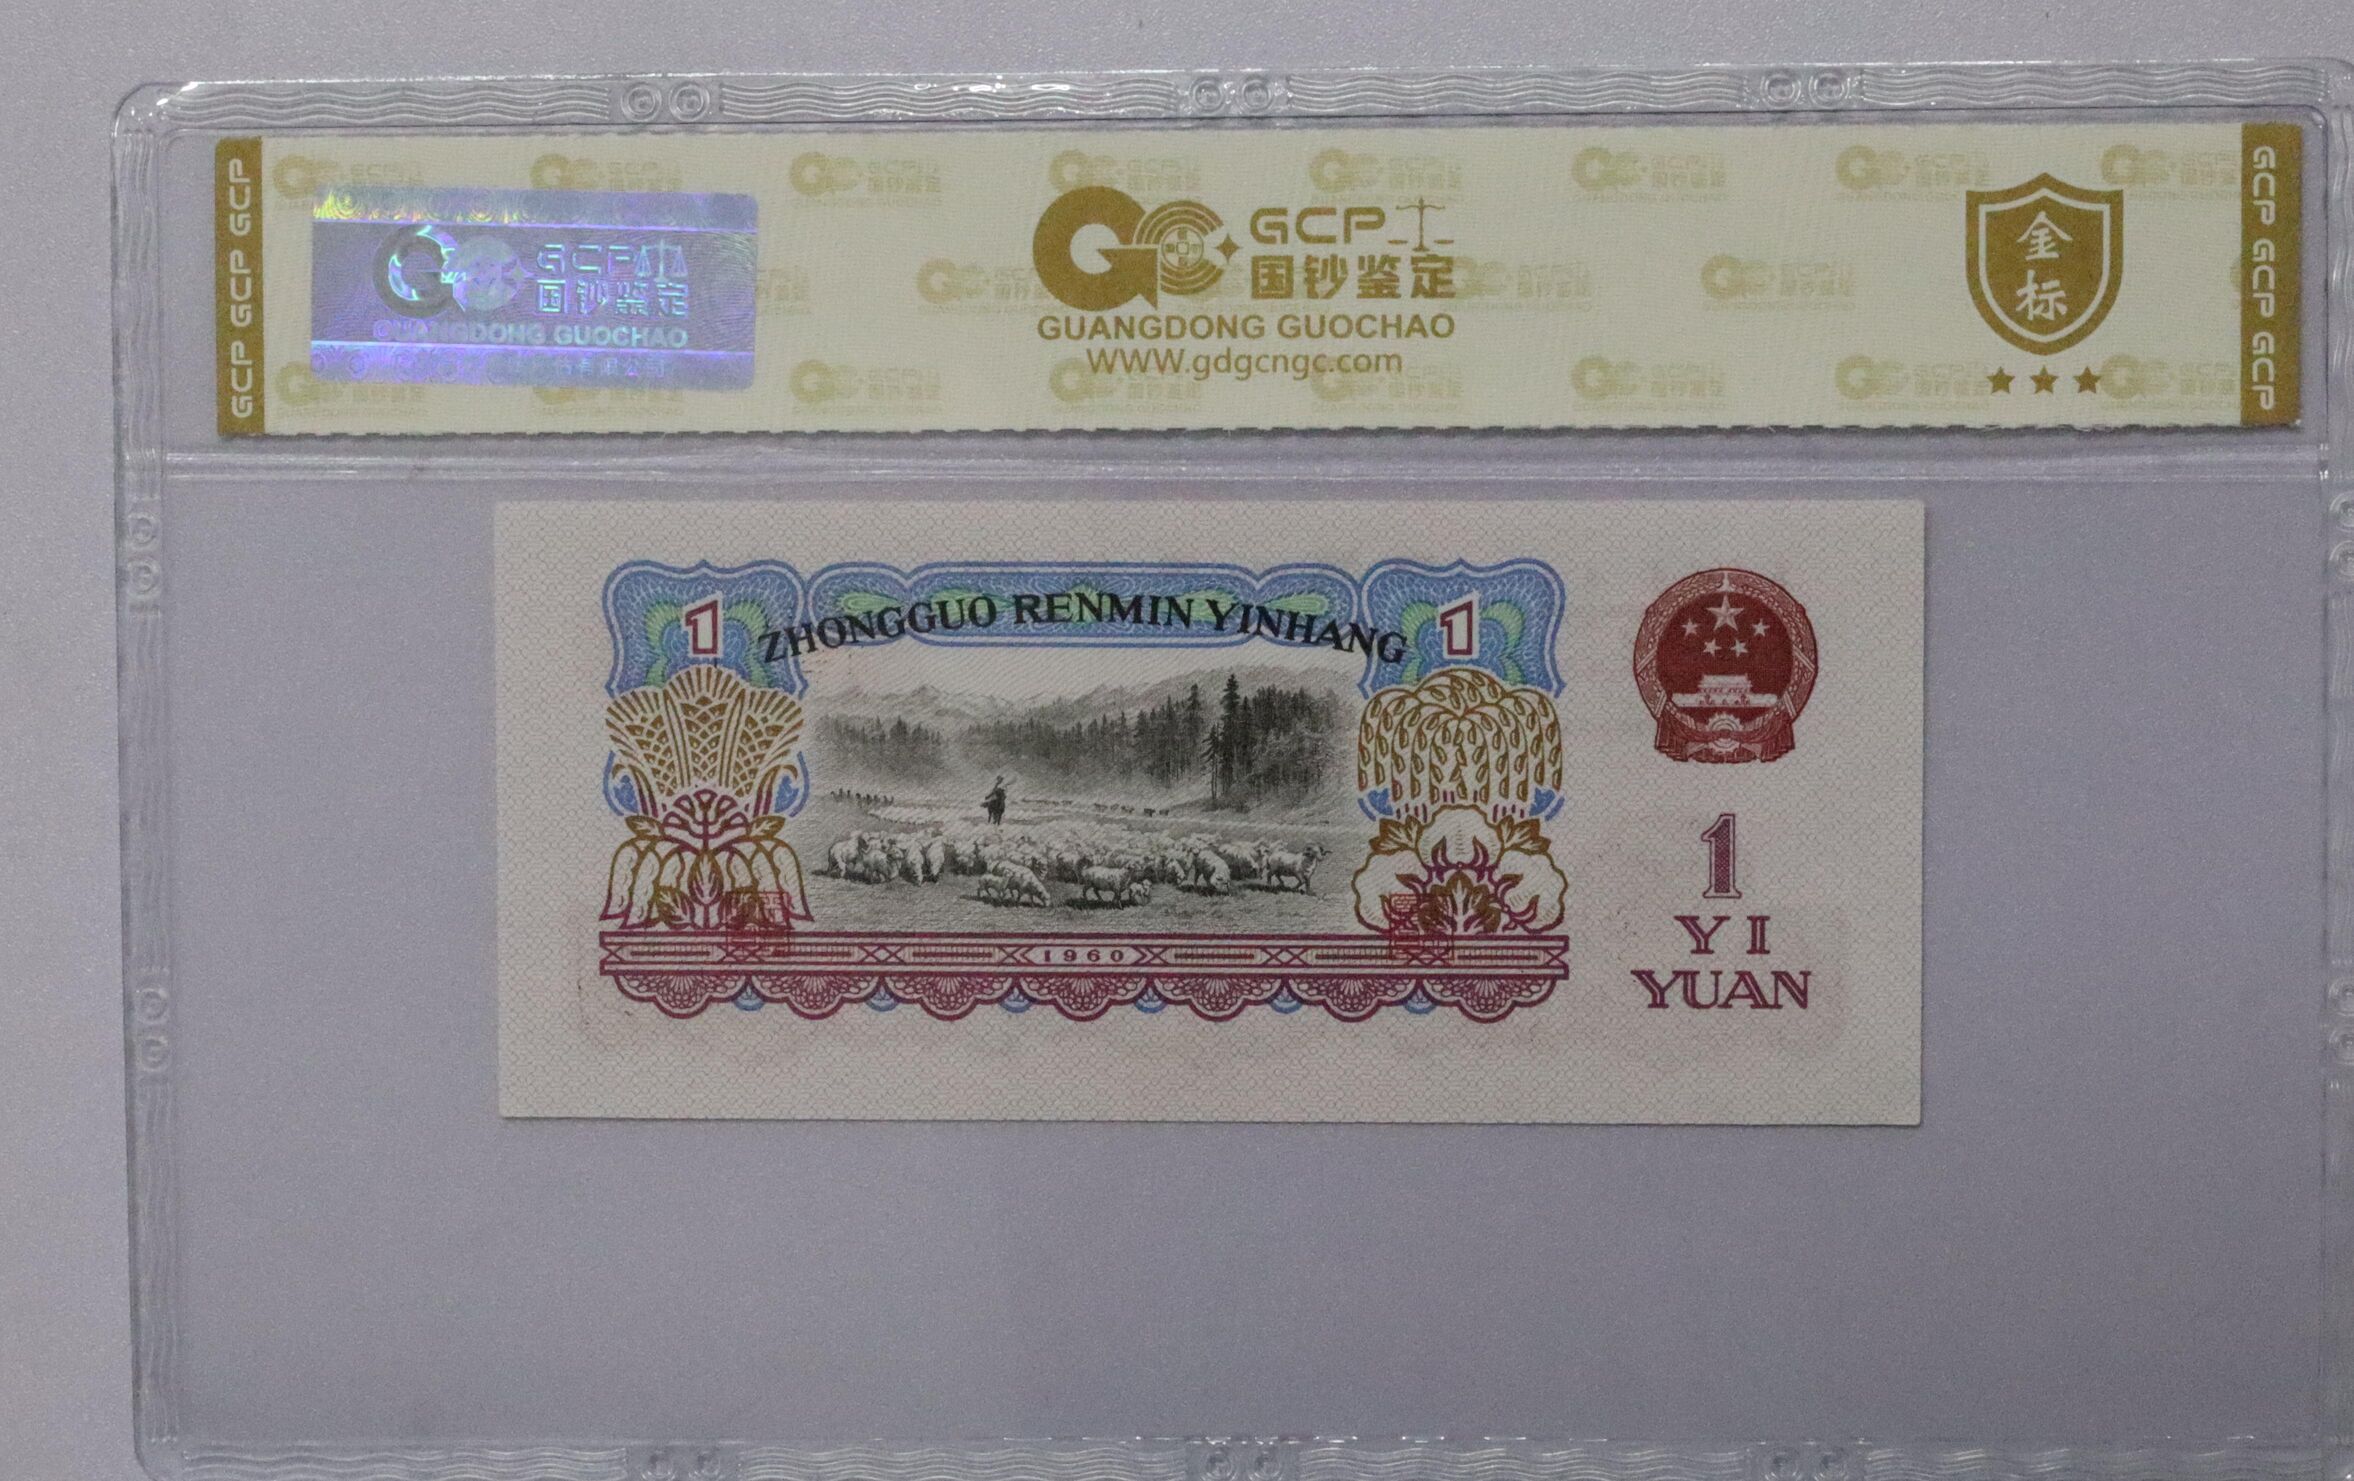 GCP GCP GCP
GCP
国钞鉴定
GUANGDONG GUOCHAO
GCP
国钞鉴定
GUANGDONG GUOCHAO
WWW.gdgcngc.com
金
标
GCP GCP GCP
1
ZHONGGUO RENMIN YINHANG
1
1960
1
YI
YUAN